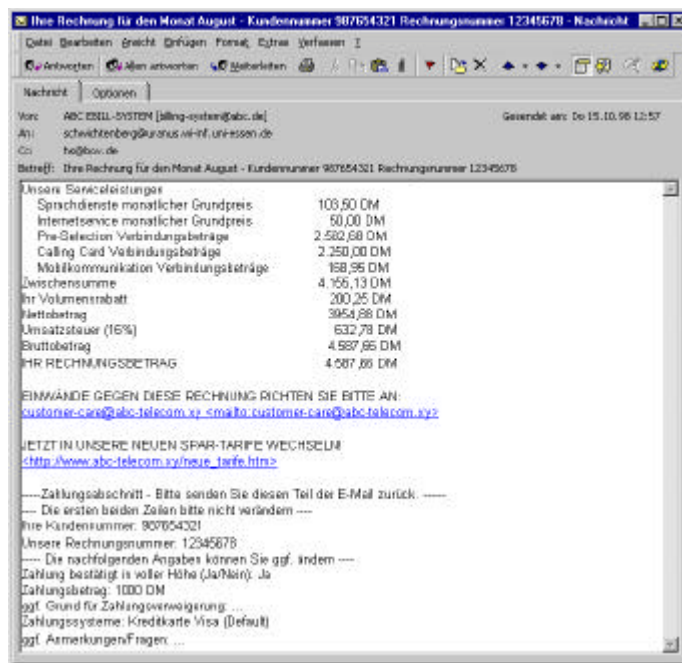 Ihre Rechnung für den Monat August - Kundennummer 987654321 Rechnungsnummer 12345678 - Nachricht
Datei Bearbeiten Ansicht Einfügen Format Extras Verfassen ?
Antworten Allen antworten Weiterleiten
Nachricht Optionen
Von: ABC EBILL-SYSTEM [billing-system@abc.de] Gesendet am: Do 15.10.98 12:57
An: schwichtenberg@uranus.wi-inf.uni-essen.de
Cc: hs@bov.de
Betreff: Ihre Rechnung für den Monat August - Kundennummer 987654321 Rechnungsnummer 12345678
Unsere Serviceleistungen
Sprachdienste monatlicher Grundpreis 103,50 DM
Internetservice monatlicher Grundpreis 50,00 DM
Pre-Selection Verbindungsbeträge 2.582,68 DM
Calling Card Verbindungsbeträge 2.250,00 DM
Mobilkommunikation Verbindungsbeträge 168,95 DM
Zwischensumme 4.155,13 DM
Ihr Volumensrabatt 200,25 DM
Nettobetrag 3954,88 DM
Umsatzsteuer (16%) 632,78 DM
Bruttobetrag 4.587,66 DM
IHR RECHNUNGSBETRAG 4.587,66 DM
EINWÄNDE GEGEN DIESE RECHNUNG RICHTEN SIE BITTE AN:
customer-care@abc-telecom.xy <mailto:customer-care@abc-telecom.xy>
JETZT IN UNSERE NEUEN SPAR-TARIFE WECHSELN!
<http://www.abc-telecom.xy/neue_tarife.htm>
-----Zahlungsabschnitt - Bitte senden Sie diesen Teil der E-Mail zurück. ------
---- Die ersten beiden Zeilen bitte nicht verändern ----
Ihre Kundennummer: 987654321
Unsere Rechnungsnummer: 12345678
---- Die nachfolgenden Angaben können Sie ggf. ändern ----
Zahlung bestätigt in voller Höhe (Ja/Nein): Ja
Zahlungsbetrag: 1000 DM
ggf. Grund für Zahlungsverweigerung: ...
Zahlungssysteme: Kreditkarte Visa (Default)
ggf. Anmerkungen/Fragen: ...